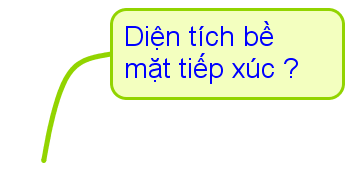 Diện tích bề
mặt tiếp xúc ?